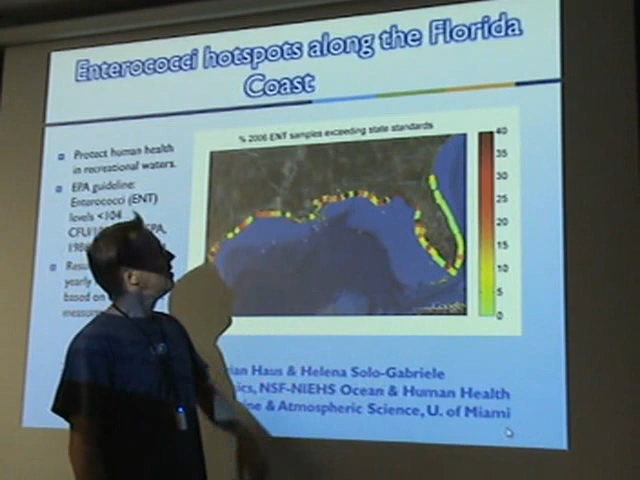 Enterococci hotspots along the Florida
Coast
Protect human health
in recreational waters.
EPA guideline:
Enterococci (ENT)
levels <104
yearly
based on
% 2006 ENT samples exceeding state standards
40
35
30
25
20
15
10
5
0
Google
Haus & Helena Solo-Gabriele
NSF-NIEHS Ocean & Human Health
& Atmospheric Science, U. of Miami